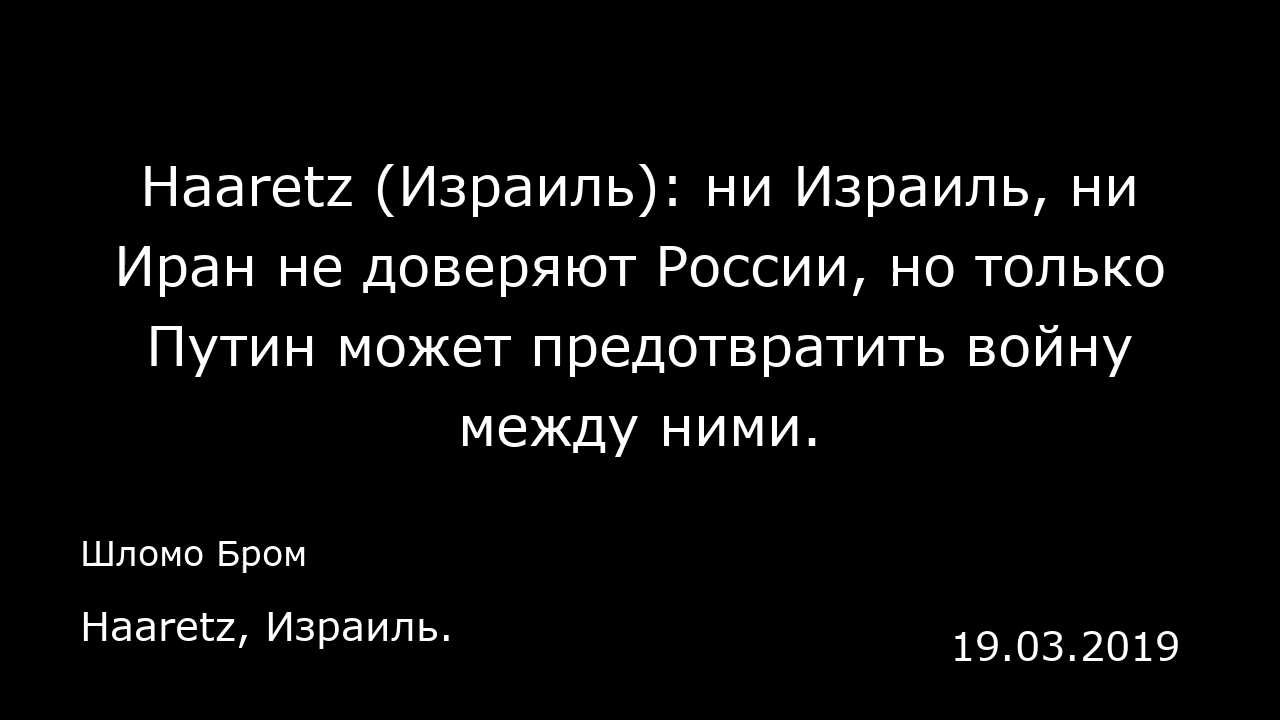 Haaretz (Израиль): ни Израиль, ни
Иран не доверяют России, но только
Путин может предотвратить войну
между ними.
Шломо Бром
Haaretz, Израиль.
19.03.2019